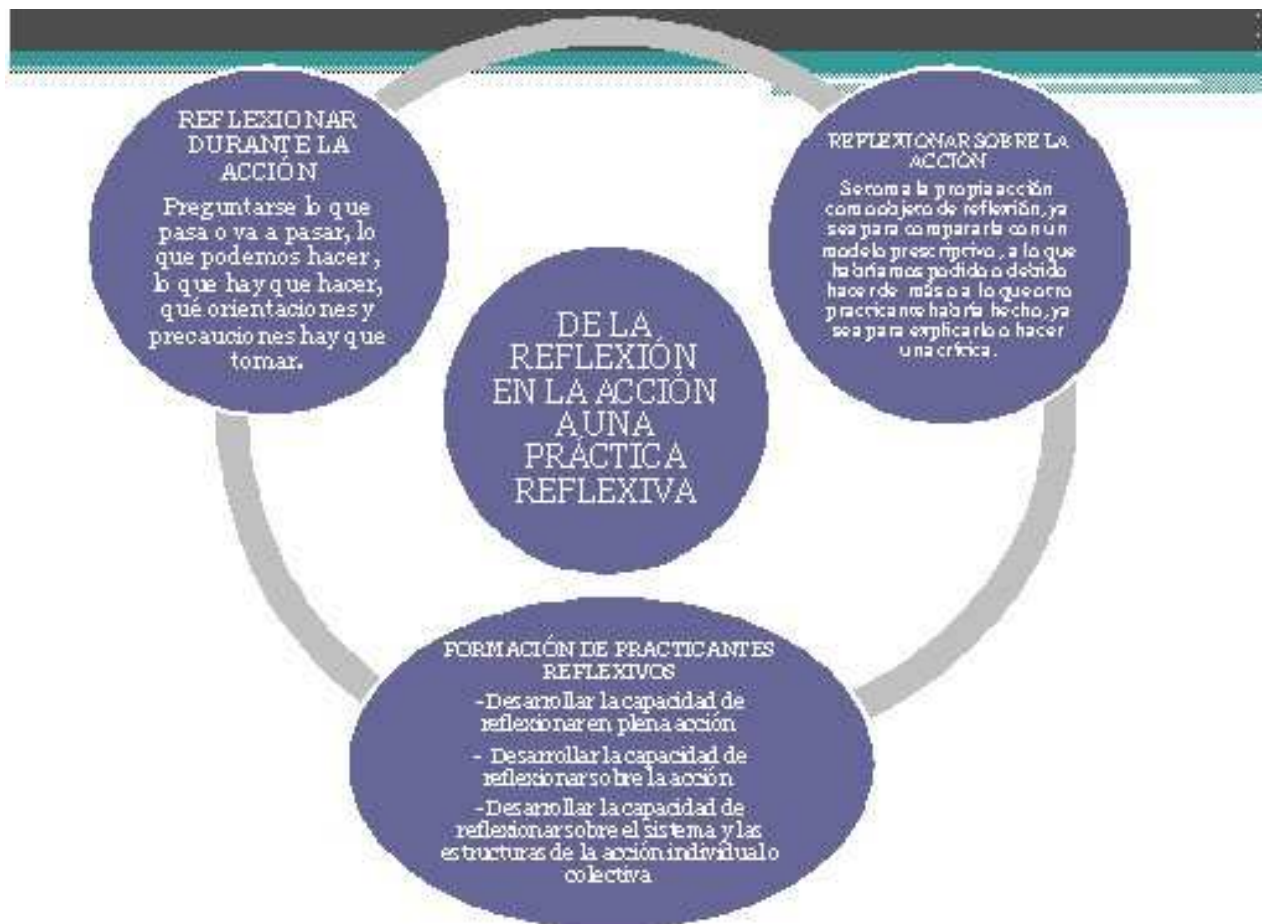 REFLEXIONAR
DURANTE LA
ACCIÓN
Preguntarse lo que
pasa o va a pasar, lo
que podemos hacer,
lo que hay que hacer,
qué orientaciones y
precauciones hay que
tomar.
REFLEXIONAR SOBRE LA
ACCIÓN
Se toma la propia acción
como objeto de reflexión, ya
sea para compararla con un
modelo prescriptivo, a lo que
habríamos podido o debido
hacer de más o a lo que otro
practicante habría hecho, ya
sea para explicarlo o hacer
una crítica.
DE LA
REFLEXIÓN
EN LA ACCIÓN
A UNA
PRÁCTICA
REFLEXIVA
FORMACIÓN DE PRACTICANTES
REFLEXIVOS
-Desarrollar la capacidad de
reflexionar en plena acción
- Desarrollar la capacidad de
reflexionar sobre la acción
-Desarrollar la capacidad de
reflexionar sobre el sistema y las
estructuras de la acción individual o
colectiva